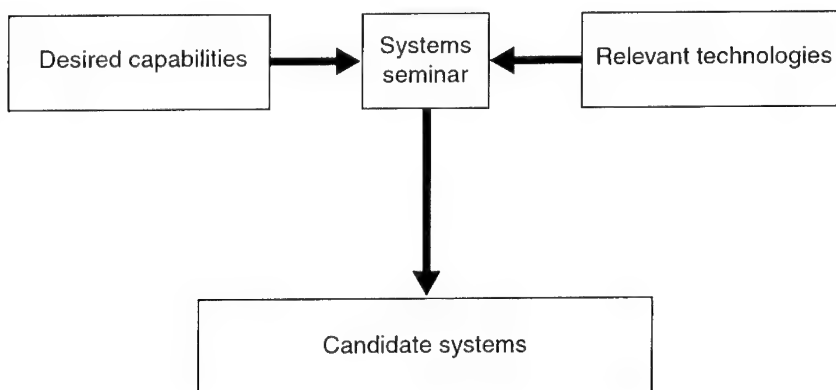 Desired capabilities
Systems
seminar
Relevant technologies
Candidate systems